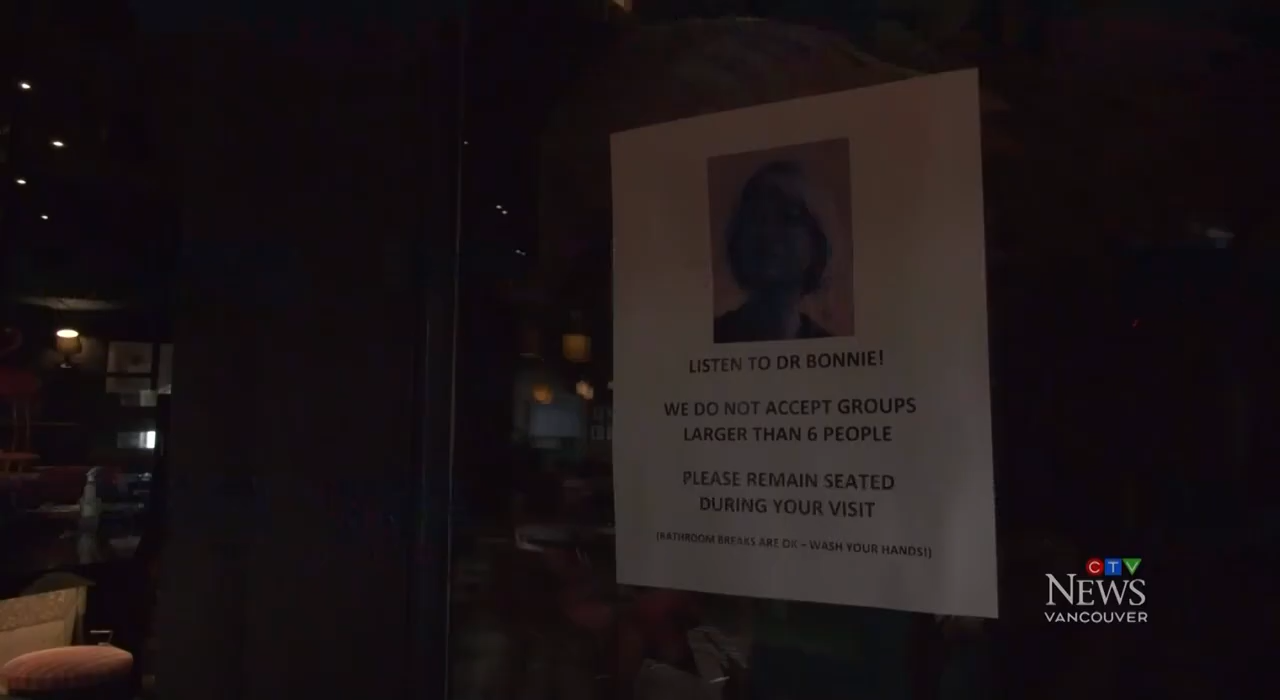 LISTEN TO DR BONNIE!
WE DO NOT ACCEPT GROUPS
LARGER THAN 6 PEOPLE
PLEASE REMAIN SEATED
DURING YOUR VISIT
(BATHROOM BREAKS ARE OK – WASH YOUR HANDS!)
CTV
NEWS
VANCOUVER